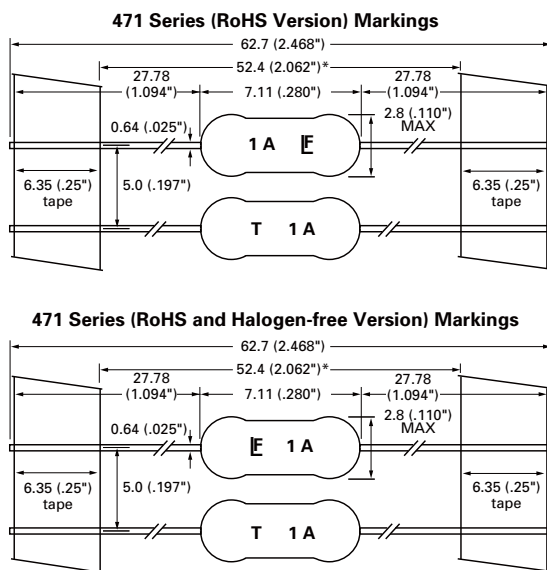 471 Series (RoHS Version) Markings
62.7 (2.468")
52.4 (2.062")*
27.78
(1.094")
7.11 (.280")
27.78
(1.094")
0.64 (.025")
2.8 (.110")
MAX
1 A LF
6.35 (.25")
tape
5.0 (.197")
6.35 (.25")
tape
T 1 A
471 Series (RoHS and Halogen-free Version) Markings
62.7 (2.468")
52.4 (2.062")*
27.78
(1.094")
7.11 (.280")
27.78
(1.094")
0.64 (.025")
2.8 (.110")
MAX
LF 1 A
6.35 (.25")
tape
5.0 (.197")
6.35 (.25")
tape
T 1 A